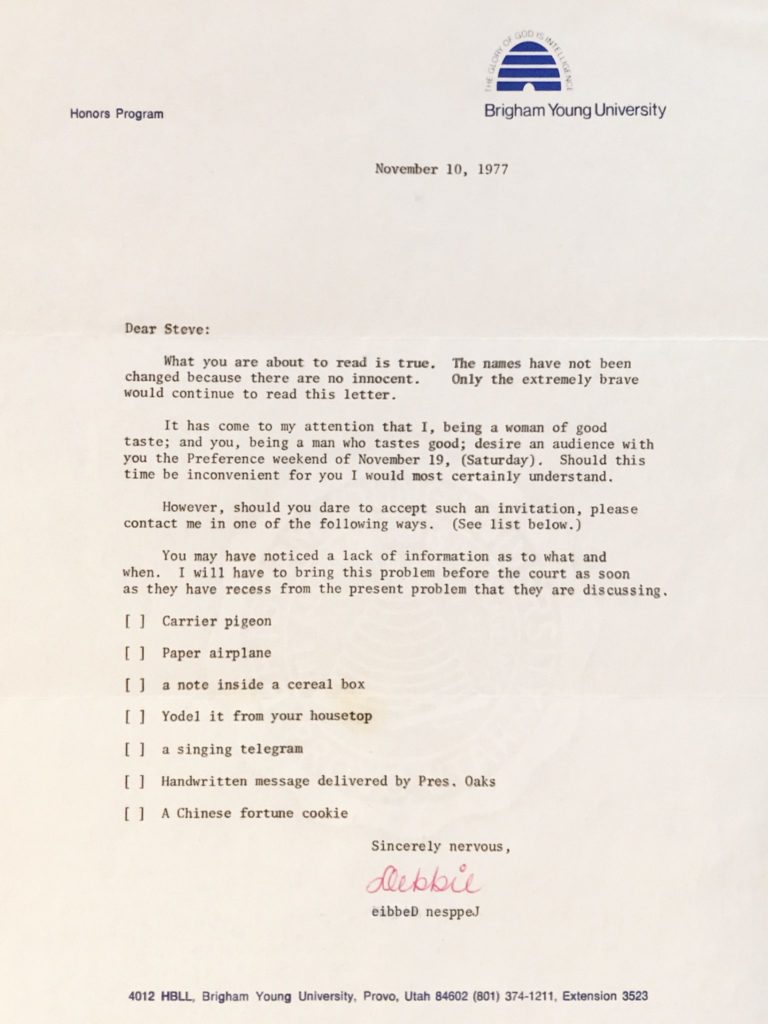 THE GLORY OF GOD IS INTELLIGENCE
Brigham Young University
Honors Program
November 10, 1977
Dear Steve:
What you are about to read is true. The names have not been
changed because there are no innocent. Only the extremely brave
would continue to read this letter.
It has come to my attention that I, being a woman of good
taste; and you, being a man who tastes good; desire an audience with
you the Preference weekend of November 19, (Saturday). Should this
time be inconvenient for you I would most certainly understand.
However, should you dare to accept such an invitation, please
contact me in one of the following ways. (See list below.)
You may have noticed a lack of information as to what and
when. I will have to bring this problem before the court as soon
as they have recess from the present problem that they are discussing.
[ ] Carrier pigeon
[ ] Paper airplane
[ ] a note inside a cereal box
[ ] Yodel it from your housetop
[ ] a singing telegram
[ ] Handwritten message delivered by Pres. Oaks
[ ] A Chinese fortune cookie
Sincerely nervous,
Debbie
eibbeD nesppeJ
4012 HBLL, Brigham Young University, Provo, Utah 84602 (801) 374-1211, Extension 3523